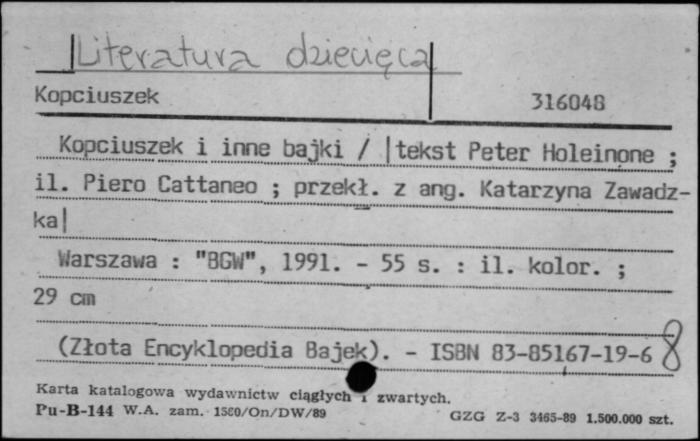 Literatura dziecięca
Kopciuszek 316048
Kopciuszek i inne bajki / |tekst Peter Holeinone ;
il. Piero Cattaneo ; przekł. z ang. Katarzyna Zawadz-
ka|
Warszawa : "BGW", 1991. - 55 s. : il. kolor. ;
29 cm
(Złota Encyklopedia Bajek). - ISBN 83-85167-19-6 8
Karta katalogowa wydawnictw ciągłych i zwartych.
Pu-B-144 W.A. zam. 1580/On/DW/89 GZG Z-3 3465-89 1.500.000 szt.